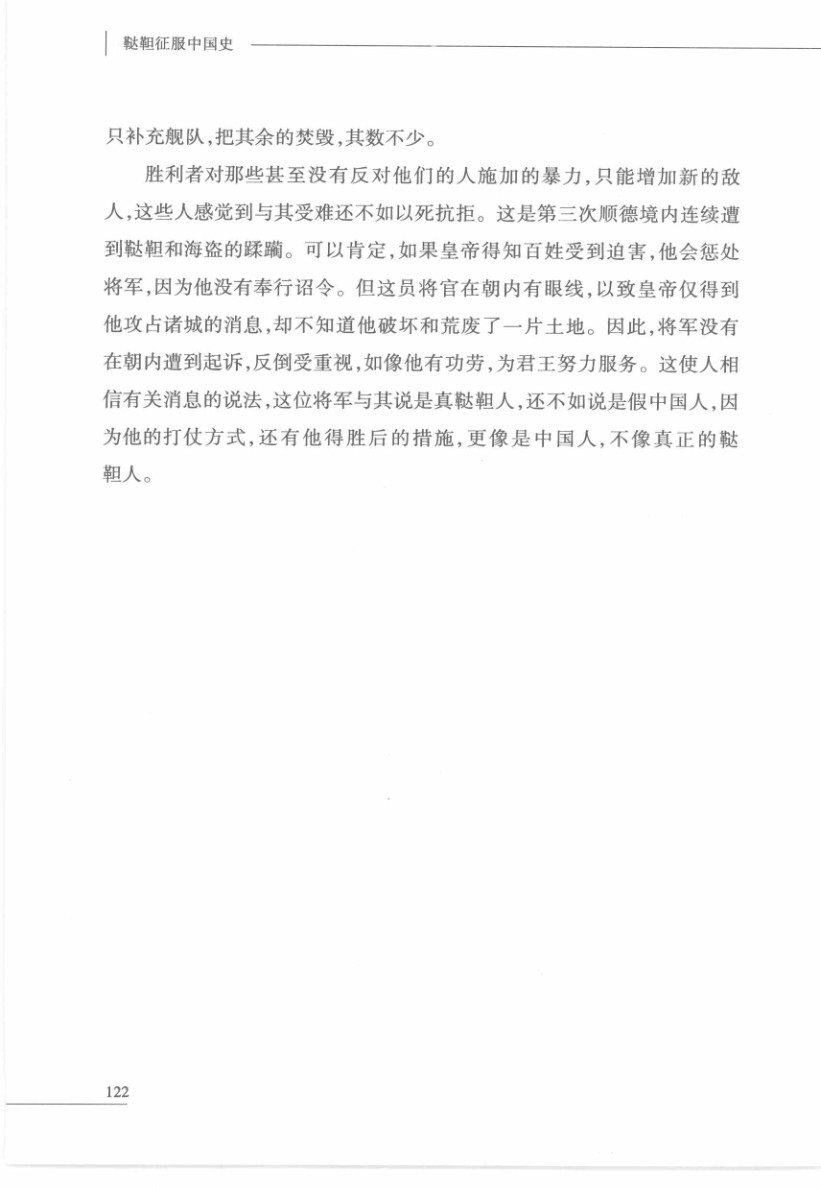 鞑靼征服中国史
只补充舰队,把其余的焚毁,其数不少。
胜利者对那些甚至没有反对他们的人施加的暴力,只能增加新的敌
人,这些人感觉到与其受难还不如以死抗拒。这是第三次顺德境内连续遭
到鞑靼和海盗的蹂躏。可以肯定,如果皇帝得知百姓受到迫害,他会惩处
将军,因为他没有奉行诏令。但这员将官在朝内有眼线,以致皇帝仅得到
他攻占诸城的消息,却不知道他破坏和荒废了一片土地。因此,将军没有
在朝内遭到起诉,反倒受重视,如像他有功劳,为君王努力服务。这使人相
信有关消息的说法,这位将军与其说是真鞑靼人,还不如说是假中国人,因
为他的打仗方式,还有他得胜后的措施,更像是中国人,不像真正的鞑
靼人。
122